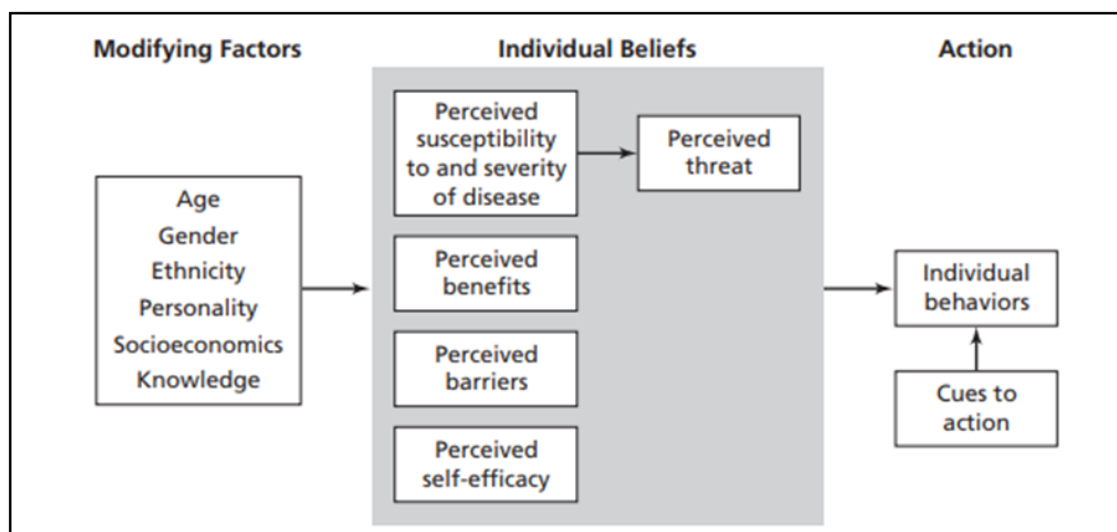 Modifying Factors
Individual Beliefs
Action
Age
Gender
Ethnicity
Personality
Socioeconomics
Knowledge
Perceived
susceptibility
to and severity
of disease
Perceived
threat
Perceived
benefits
Perceived
barriers
Perceived
self-efficacy
Individual
behaviors
Cues to
action